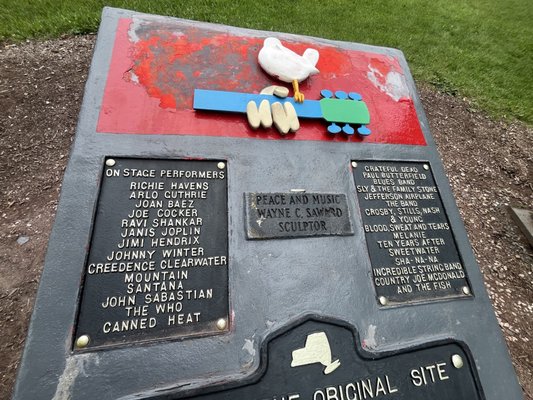 ON STAGE PERFORMERS
RICHIE HAVENS
ARLO GUTHRIE
JOAN BAEZ
JOE COCKER
RAVI SHANKAR
JANIS JOPLIN
JIMI HENDRIX
JOHNNY WINTER
CREEDENCE CLEARWATER
MOUNTAIN
SANTANA
JOHN SABASTIAN
THE WHO
CANNED HEAT
PEACE AND MUSIC
WAYNE C. SAWARD
SCULPTOR
GRATEFUL DEAD
PAUL BUTTERFIELD
BLUES BAND
SLY & THE FAMILY STONE
JEFFERSON AIRPLANE
THE BAND
CROSBY, STILLS, NASH
& YOUNG
BLOOD, SWEAT AND TEARS
MELANIE
TEN YEARS AFTER
SWEETWATER
SHA-NA-NA
INCREDIBLE STRING BAND
COUNTRY JOE MCDONALD
AND THE FISH
THE ORIGINAL SITE